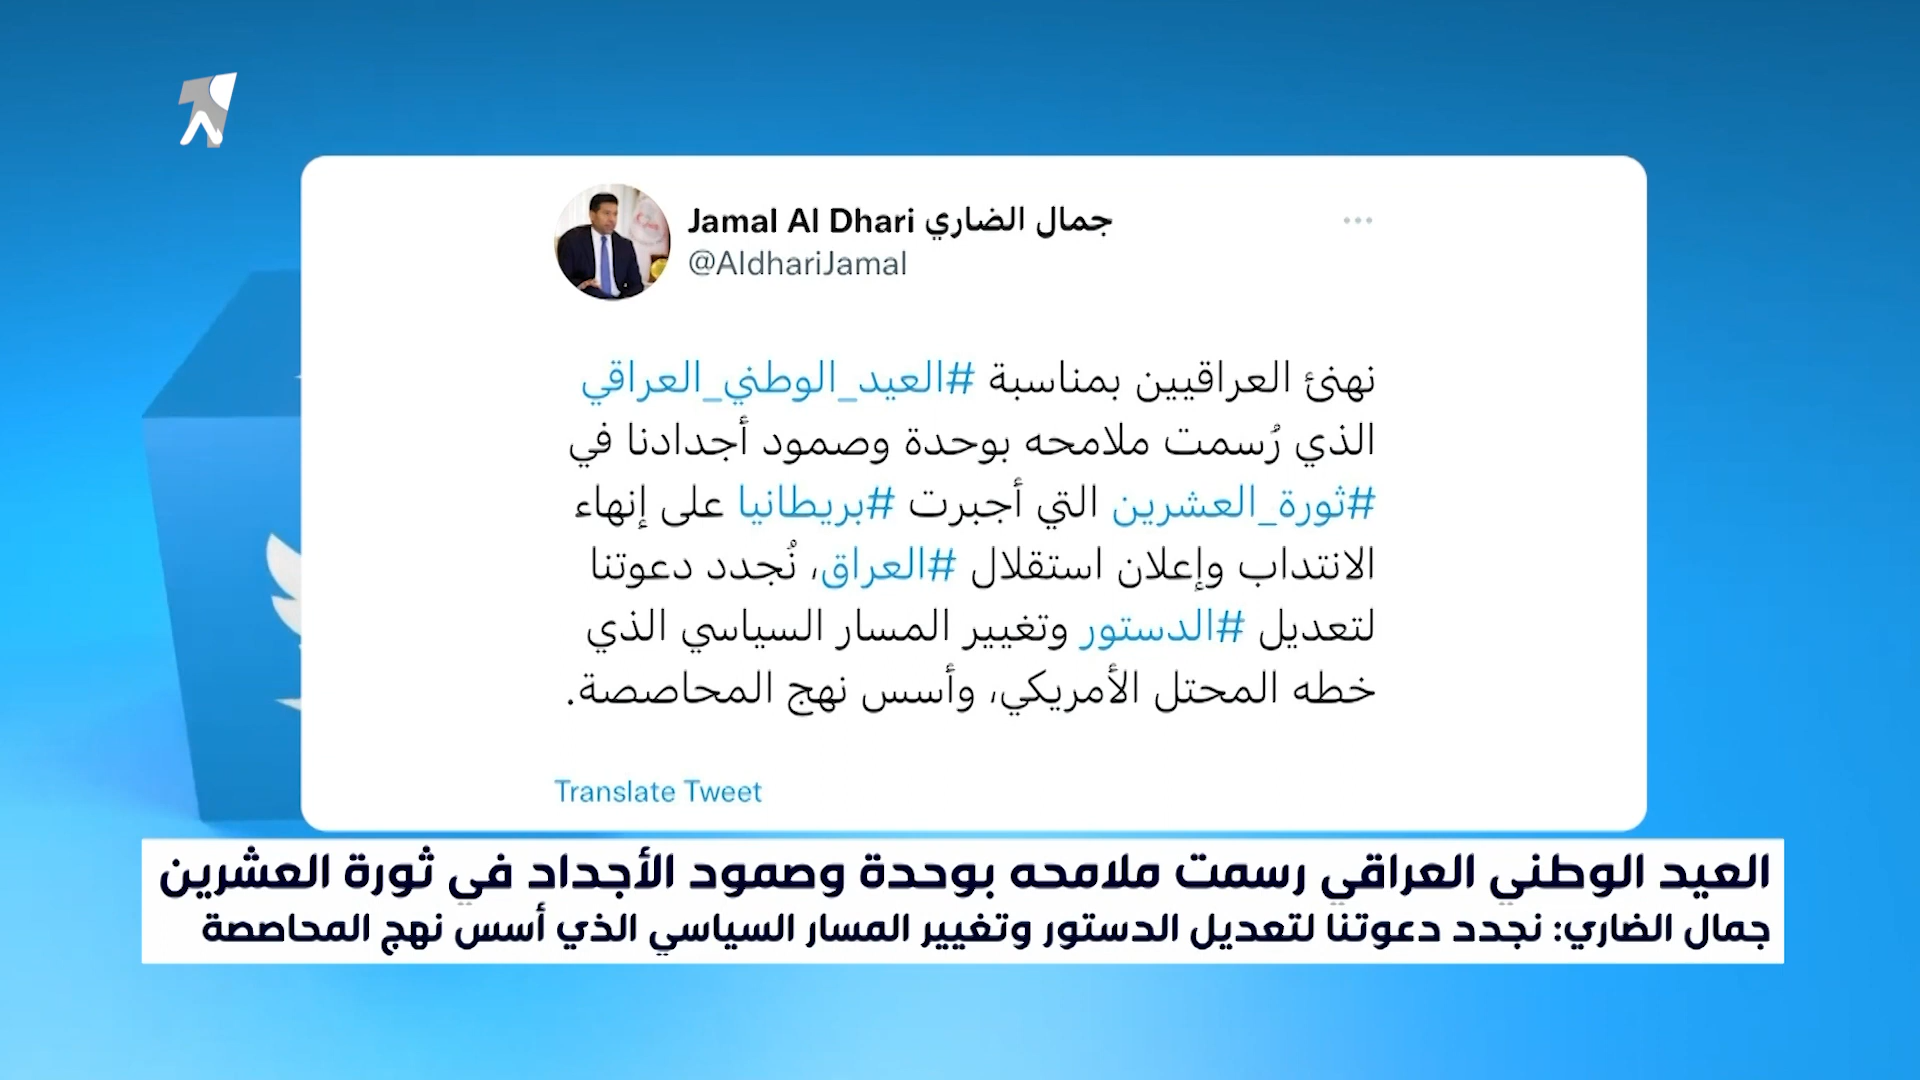 Jamal Al Dhari جمال الضاري
@AldhariJamal
نهنئ العراقيين بمناسبة #العيد_الوطني_العراقي
الذي رُسمت ملامحه بوحدة وصمود أجدادنا في
#ثورة_العشرين التي أجبرت #بريطانيا على إنهاء
الانتداب وإعلان استقلال #العراق، نُجدد دعوتنا
لتعديل #الدستور وتغيير المسار السياسي الذي
خطه المحتل الأمريكي، وأسس نهج المحاصصة.
Translate Tweet
العيد الوطني العراقي رسمت ملامحه بوحدة وصمود الأجداد في ثورة العشرين
جمال الضاري: نجدد دعوتنا لتعديل الدستور وتغيير المسار السياسي الذي أسس نهج المحاصصة